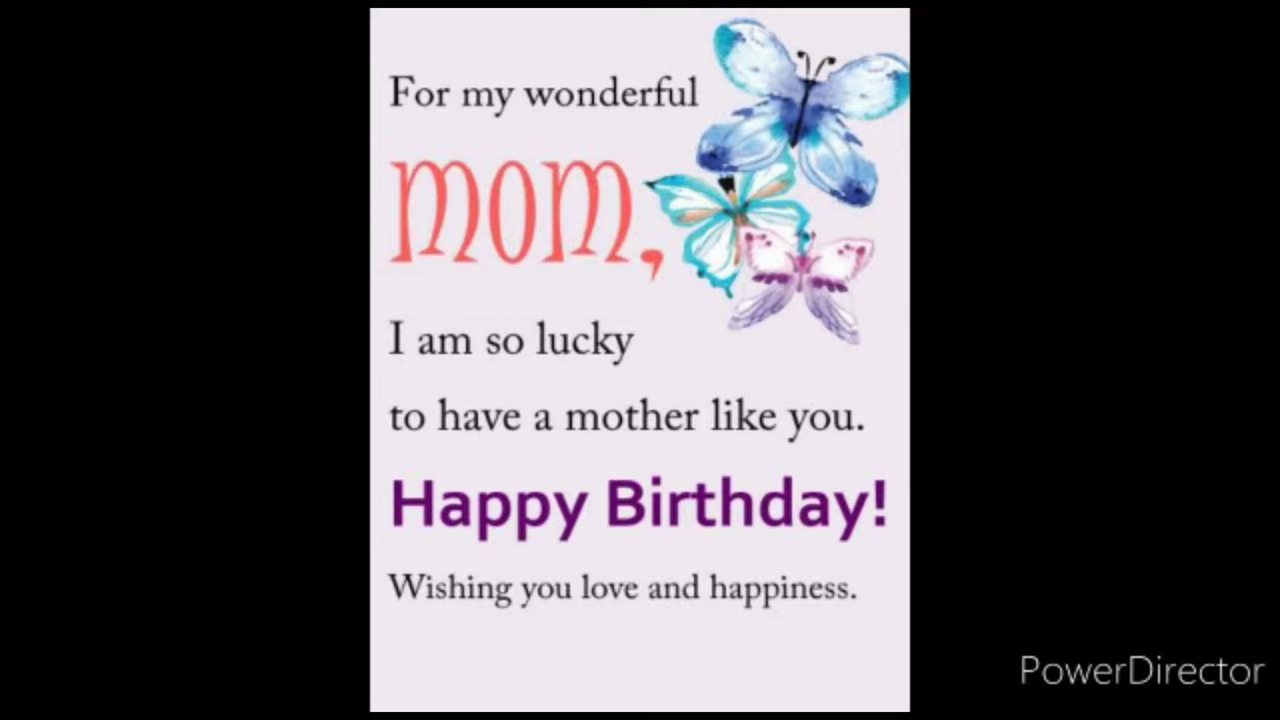 For my wonderful
MOM,
I am so lucky
to have a mother like you.
Happy Birthday!
Wishing you love and happiness.
PowerDirector